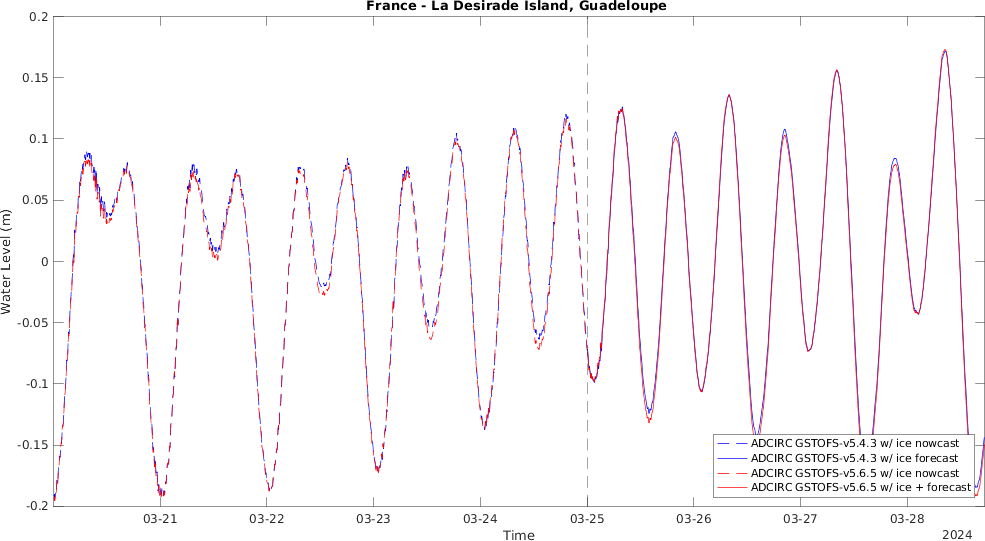 France - La Desirade Island, Guadeloupe
0.2
0.15
0.1
0.05
0
-0.05
-0.1
-0.15
-0.2
Water Level (m)
ADCIRC GSTOFS-v5.4.3 w/ ice nowcast
ADCIRC GSTOFS-v5.4.3 w/ ice forecast
ADCIRC GSTOFS-v5.6.5 w/ ice nowcast
ADCIRC GSTOFS-v5.6.5 w/ ice + forecast
03-21 03-22 03-23 03-24 03-25 03-26 03-27 03-28
Time
2024